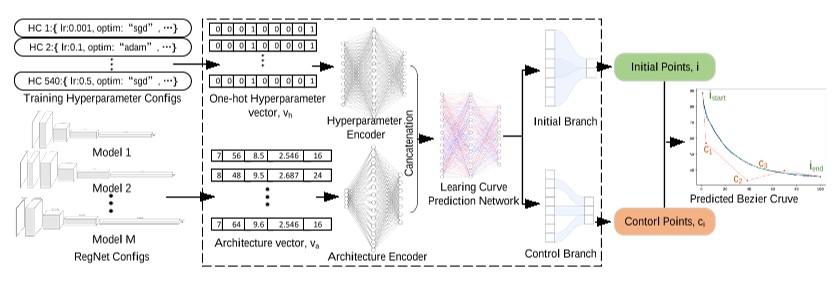 HC 1:{ lr:0.001, optim: “sgd” , ···}
HC 2:{ lr:0.1, optim: “adam” , ···}
HC 540:{ lr:0.5, optim: “sgd” , ···}
Training Hyperparameter Configs
Model 1
Model 2
Model M
RegNet Configs
0 0 0 1 0 0 0 0 1
0 0 0 1 0 0 0 0 1
0 0 0 1 0 0 0 0 1
One-hot Hyperparameter
vector, vh
7 56 8.5 2.546 16
8 48 9.5 2.687 24
7 64 9.6 2.546 16
Architecture vector, va
Hyperparameter
Encoder
Architecture Encoder
Cancatenation
Learing Curve
Prediction Network
Initial Branch
Control Branch
Initial Points, i
Contorl Points, ci
istart
C1
C2
C3
iend
Predicted Bezier Cruve